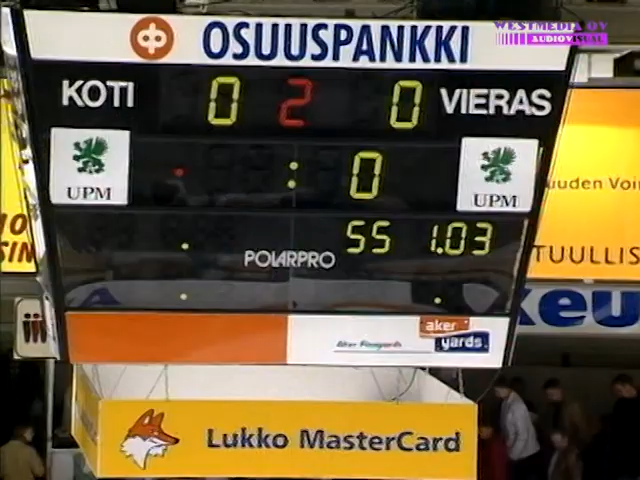 OSUUSPANKKI
WESTMEDIA OY
AUDIOVISUAL
KOTI 0 2 0 VIERAS
UPM : 0 UPM
uuden Voi
55 1.03
POLARPRO
TUULLIS
keu
aker
yards
Aker Finnyards
Lukko MasterCard